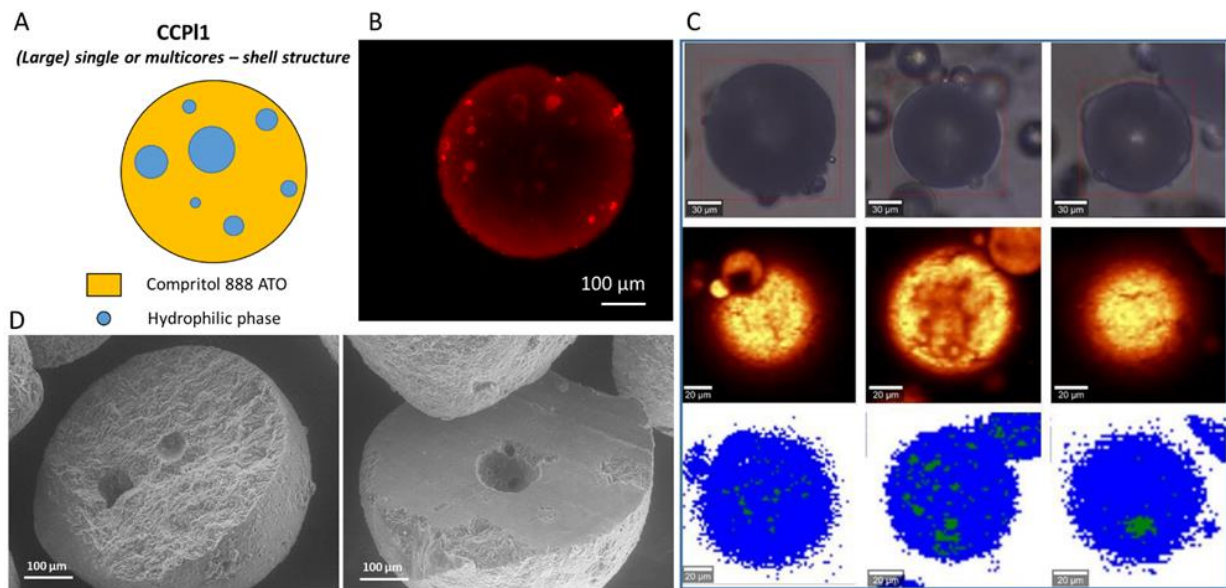 A
CCPl1
(Large) single or multicores – shell structure
Compritol 888 ATO
Hydrophilic phase
B
100 μm
C
30 μm
30 μm
30 μm
20 μm
20 μm
20 μm
20 μm
20 μm
20 μm
D
100 μm
100 μm